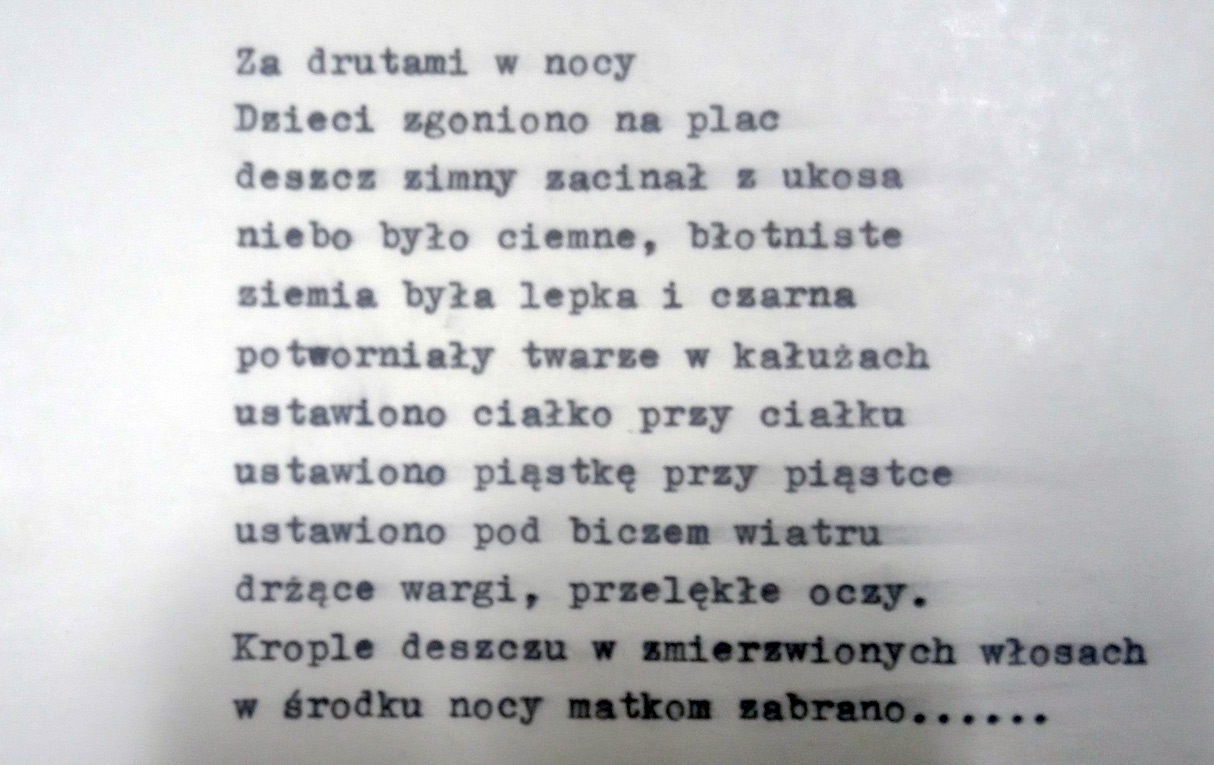 Za drutami w nocy
Dzieci zgoniono na plac
deszcz zimny zacinał z ukosa
niebo było ciemne, błotniste
ziemia była lepka i czarna
potworniały twarze w kałużach
ustawiono ciałko przy ciałku
ustawiono piąstkę przy piąstce
ustawiono pod biczem wiatru
drżące wargi, przelękłe oczy.
Krople deszczu w zmierzwionych włosach
w środku nocy matkom zabrano......